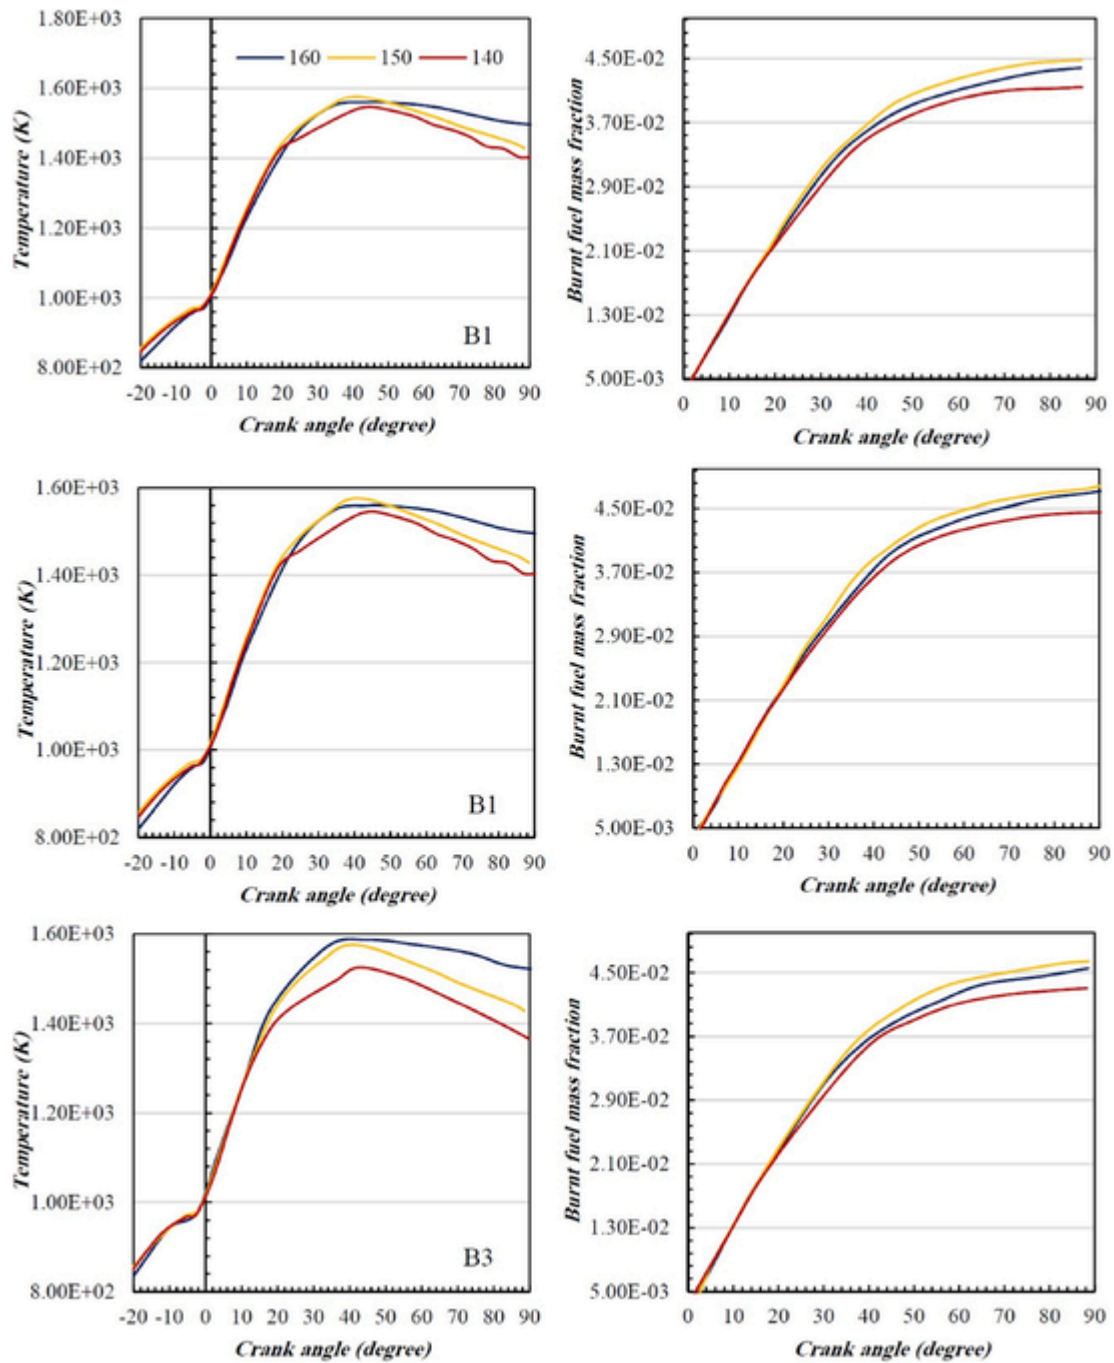 1.80E+03
1.60E+03
1.40E+03
1.20E+03
1.00E+03
8.00E+02
Temperature (K)
160 150 140
B1
-20 -10 0 10 20 30 40 50 60 70 80 90
Crank angle (degree)
4.50E-02
3.70E-02
2.90E-02
2.10E-02
1.30E-02
5.00E-03
Burnt fuel mass fraction
0 10 20 30 40 50 60 70 80 90
Crank angle (degree)
1.60E+03
1.40E+03
1.20E+03
1.00E+03
8.00E+02
Temperature (K)
B1
-20 -10 0 10 20 30 40 50 60 70 80 90
Crank angle (degree)
4.50E-02
3.70E-02
2.90E-02
2.10E-02
1.30E-02
5.00E-03
Burnt fuel mass fraction
0 10 20 30 40 50 60 70 80 90
Crank angle (degree)
1.60E+03
1.40E+03
1.20E+03
1.00E+03
8.00E+02
Temperature (K)
B3
-20 -10 0 10 20 30 40 50 60 70 80 90
Crank angle (degree)
4.50E-02
3.70E-02
2.90E-02
2.10E-02
1.30E-02
5.00E-03
Burnt fuel mass fraction
0 10 20 30 40 50 60 70 80 90
Crank angle (degree)